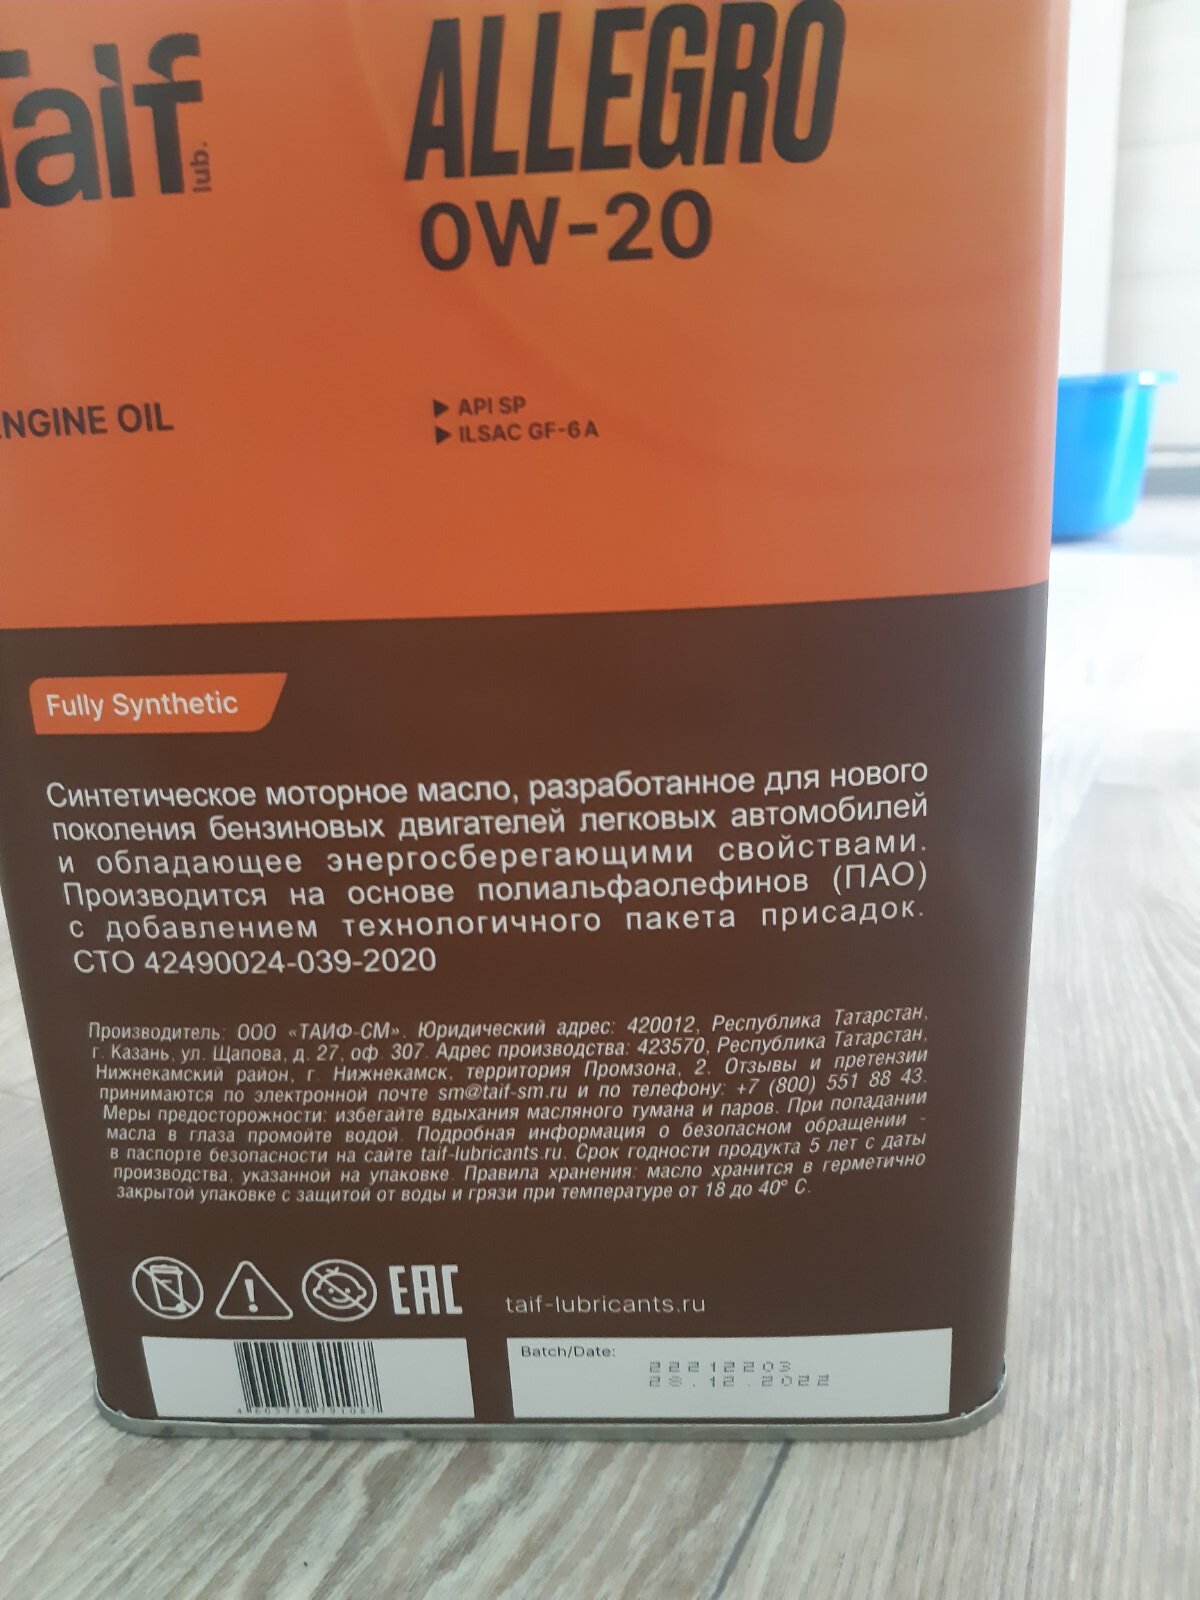 Taif
lub.
ALLEGRO
0W-20
ENGINE OIL
API SP
ILSAC GF-6A
Fully Synthetic
Синтетическое моторное масло, разработанное для нового
поколения бензиновых двигателей легковых автомобилей
и обладающее энергосберегающими свойствами.
Производится на основе полиальфаолефинов (ПАО)
с добавлением технологичного пакета присадок.
СТО 42490024-039-2020
Производитель: ООО «ТАИФ-СМ». Юридический адрес: 420012, Республика Татарстан,
г. Казань, ул. Щапова, д. 27, оф. 307. Адрес производства: 423570, Республика Татарстан,
Нижнекамский район, г. Нижнекамск, территория Промзона, 2. Отзывы и претензии
принимаются по электронной почте sm@taif-sm.ru и по телефону: +7 (800) 551 88 43.
Меры предосторожности: избегайте вдыхания масляного тумана и паров. При попадании
масла в глаза промойте водой. Подробная информация о безопасном обращении -
в паспорте безопасности на сайте taif-lubricants.ru. Срок годности продукта 5 лет с даты
производства, указанной на упаковке. Правила хранения: масло хранится в герметично
закрытой упаковке с защитой от воды и грязи при температуре от 18 до 40° С.
EAC
taif-lubricants.ru
Batch/Date: